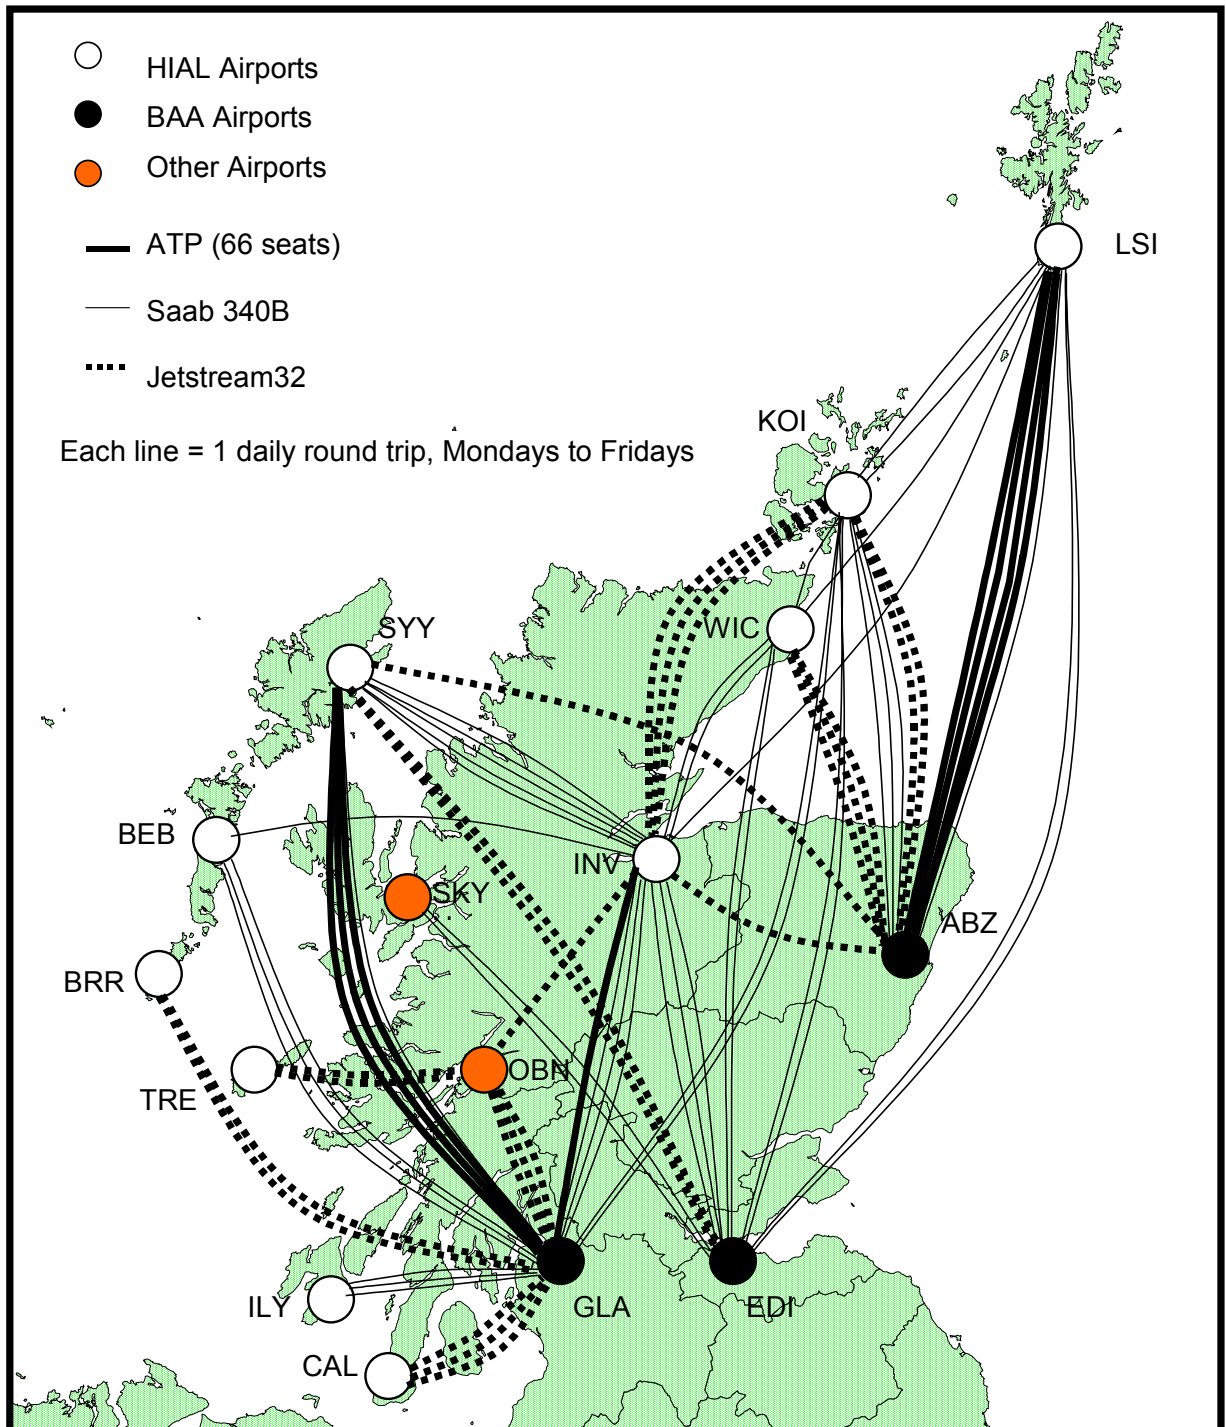 HIAL Airports
BAA Airports
Other Airports
ATP (66 seats)
LSI
Saab 340B
Jetstream32
KOI
Each line = 1 daily round trip, Mondays to Fridays
SYY
WIC
BEB
INV
SKY
ABZ
BRR
OBN
TRE
ILY
GLA
EDI
CAL